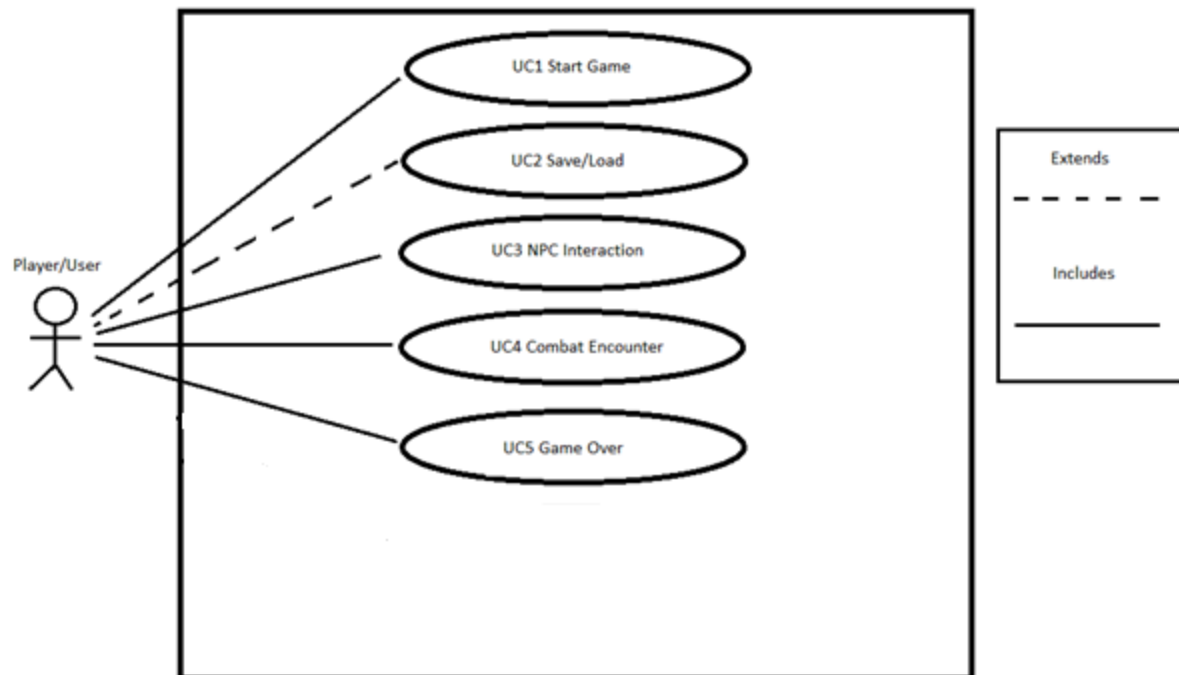 UC1 Start Game
UC2 Save/Load
UC3 NPC Interaction
UC4 Combat Encounter
UC5 Game Over
Player/User
Extends
Includes